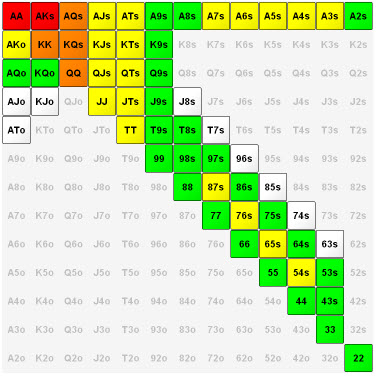 AA AKs AQs AJs ATs A9s A8s A7s A6s A5s A4s A3s A2s
AKo KK KQs KJs KTs K9s K8s K7s K6s K5s K4s K3s K2s
AQo KQo QQ QJs QTs Q9s Q8s Q7s Q6s Q5s Q4s Q3s Q2s
AJo KJo QJo JJ JTs J9s J8s J7s J6s J5s J4s J3s J2s
ATo KTo QTo JTo TT T9s T8s T7s T6s T5s T4s T3s T2s
A9o K9o Q9o J9o T9o 99 98s 97s 96s 95s 94s 93s 92s
A8o K8o Q8o J8o T8o 98o 88 87s 86s 85s 84s 83s 82s
A7o K7o Q7o J7o T7o 97o 87o 77 76s 75s 74s 73s 72s
A6o K6o Q6o J6o T6o 96o 86o 76o 66 65s 64s 63s 62s
A5o K5o Q5o J5o T5o 95o 85o 75o 65o 55 54s 53s 52s
A4o K4o Q4o J4o T4o 94o 84o 74o 64o 54o 44 43s 42s
A3o K3o Q3o J3o T3o 93o 83o 73o 63o 53o 43o 33 32s
A2o K2o Q2o J2o T2o 92o 82o 72o 62o 52o 42o 32o 22